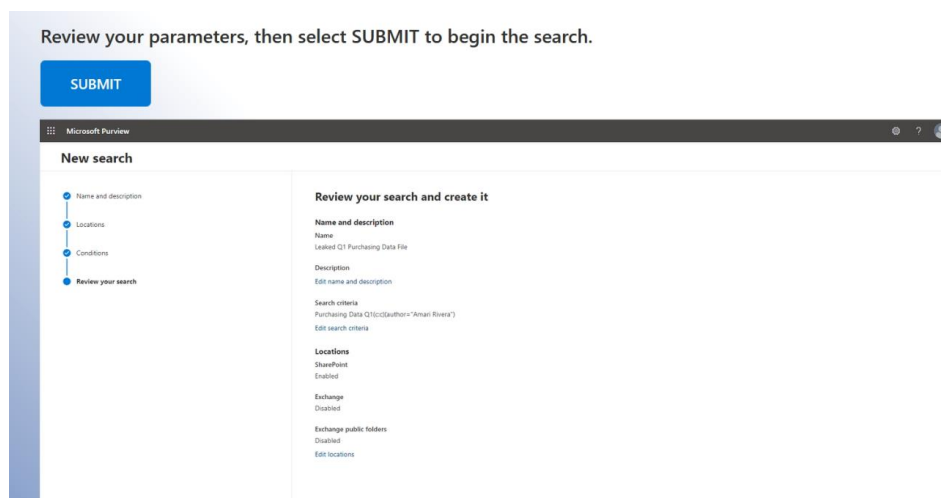 Review your parameters, then select SUBMIT to begin the search.
SUBMIT
Microsoft Purview
?
New search
Name and description
Locations
Conditions
Review your search
Review your search and create it
Name and description
Name
Leaked Q1 Purchasing Data File
Description
Edit name and description
Search criteria
Purchasing Data Q1(c:c)(author="Amari Rivera")
Edit search criteria
Locations
SharePoint
Enabled
Exchange
Disabled
Exchange public folders
Disabled
Edit locations